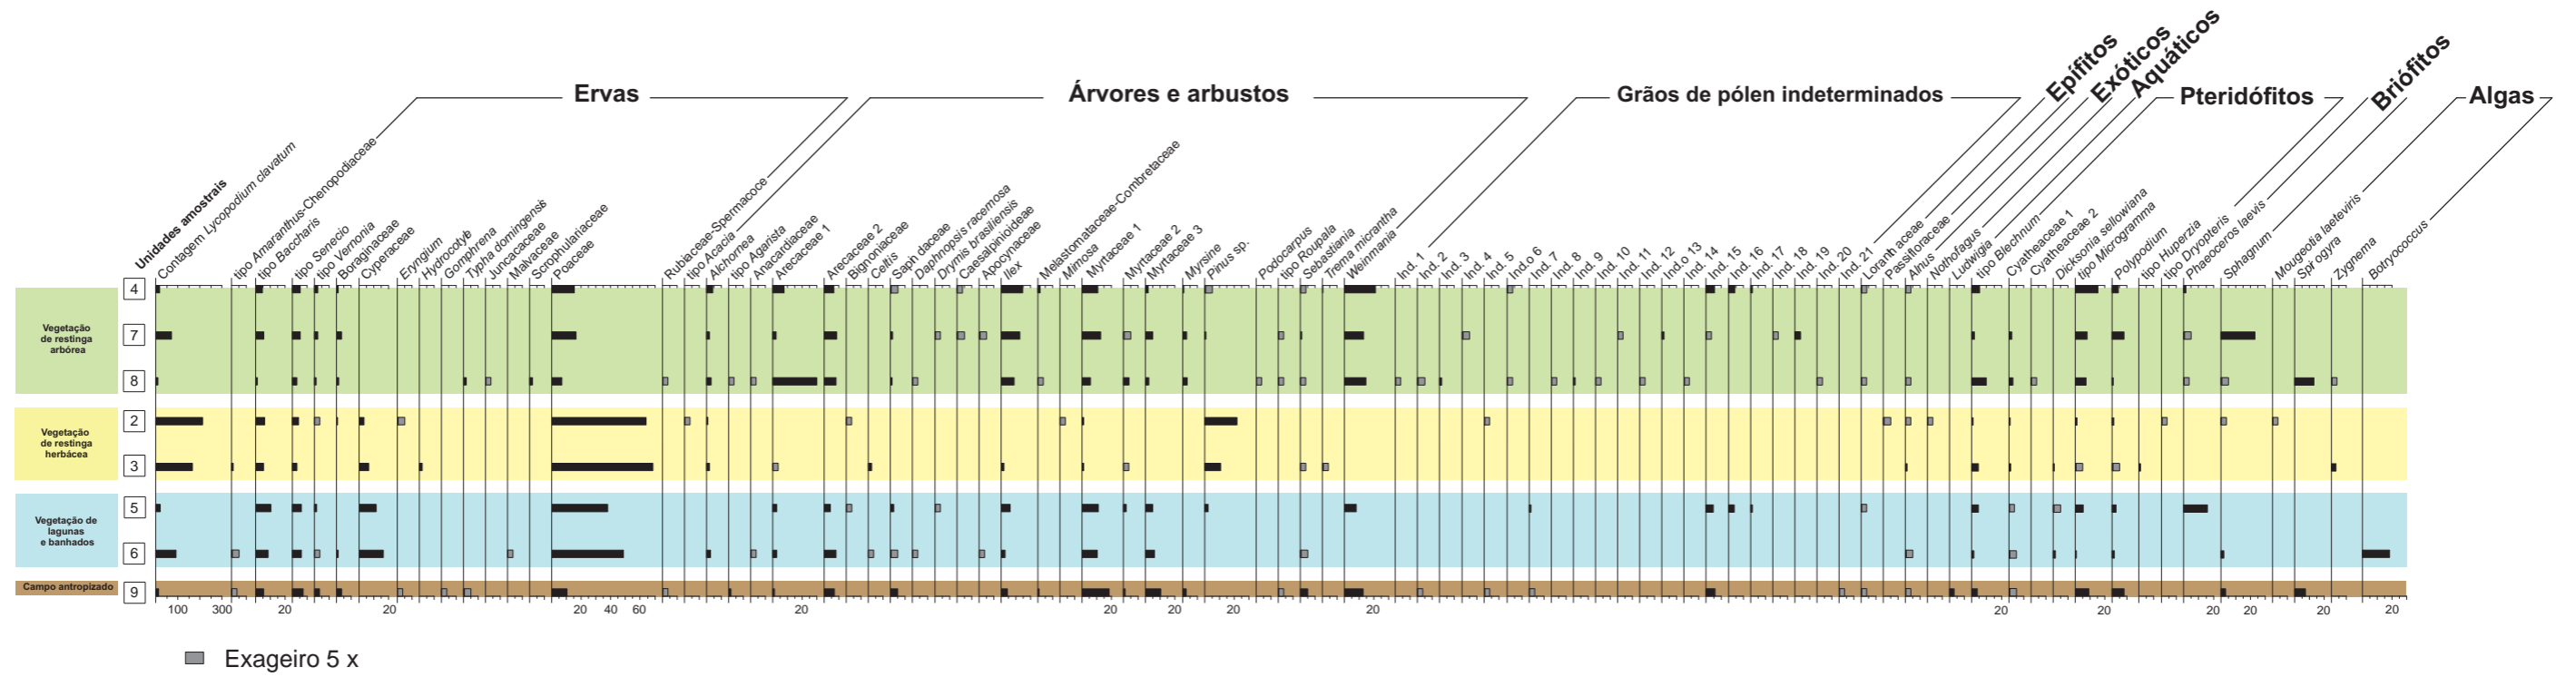 Ervas
Árvores e arbustos
Grãos de pólen indeterminados
Epífitos
Exóticos
Aquáticos
Pteridófitos
Briófitos
Algas
Unidades amostrais
Contagem Lycopodium clavatum
tipo Amaranthus-Chenopodiaceae
tipo Baccharis
tipo Senecio
tipo Vernonia
Boraginaceae
Cyperaceae
Eryngium
Hydrocotyle
Gomphrena
Typha domingensis
Juncaceae
Malvaceae
Scrophulariaceae
Poaceae
Rubiaceae-Spermacoce
tipo Acacia
Alchornea
tipo Agarista
Anacardiaceae
Arecaceae 1
Arecaceae 2
Bignoniaceae
Celtis
Sap ndaceae
Daphnopsis racemosa
Drymis brasiliensis
Caesalpinioideae
Apocynaceae
Ilex
Melastomataceae-Combretaceae
Mimosa
Myrtaceae 1
Myrtaceae 2
Myrtaceae 3
Myrsine
Pinus sp.
Podocarpus
tipo Roupala
Sebastiania
Trema micrantha
Weinmania
Ind. 1
Ind. 2
Ind. 3
Ind. 4
Ind. 5
Ind.o 6
Ind. 7
Ind. 8
Ind. 9
Ind. 10
Ind. 11
Ind. 12
Ind.o 13
Ind. 14
Ind. 15
Ind. 16
Ind. 17
Ind. 18
Ind. 19
Ind. 20
Ind. 21
Loranthaceae
Passifloraceae
Alnus
Nothofagus
Ludwigia
tipo Blechnum
Cyatheaceae 1
Cyatheaceae 2
Dicksonia sellowiana
tipo Microgramma
Polypodium
tipo Huperzia
tipo Dryopteris
Phaeoceros laevis
Sphagnum
Mougeotia laeteviris
Spirogyra
Zygnema
Botryococcus
4
Vegetação
de restinga
arbórea
7
8
Vegetação
de restinga
herbácea
2
3
Vegetação de
lagunas
e banhados
5
6
Campo antropizado
9
100 300 20 20 20 40 60 20 20 20 20 20 20 20 20 20 20 20
Exageiro 5 x